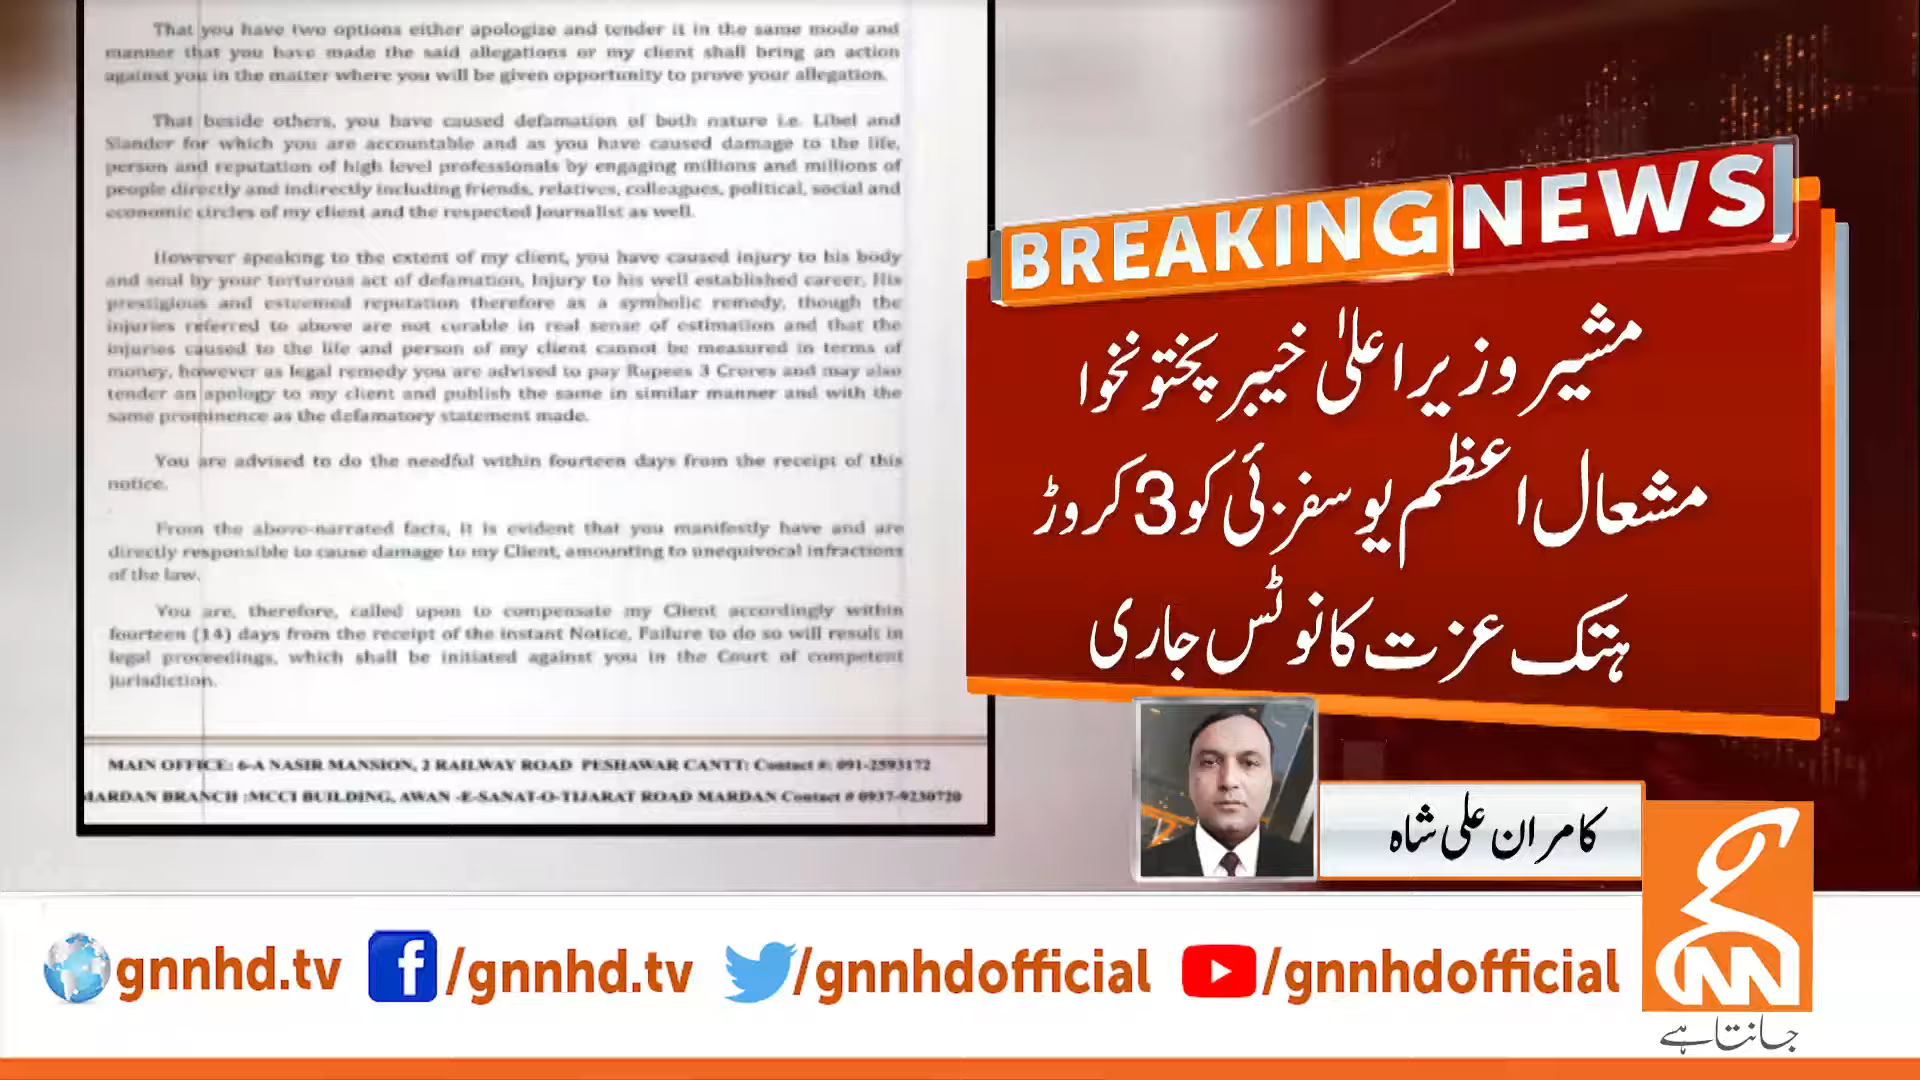 That you have two options either apologize and tender it in the same mode and
manner that you have made the said allegations or my client shall bring an action
against you in the matter where you will be given opportunity to prove your allegation.
That beside others, you have caused defamation of both nature i.e. Libel and
Slander for which you are accountable and as you have caused damage to the life,
person and reputation of high level professionals by engaging millions and millions of
people directly and indirectly including friends, relatives, colleagues, political, social and
economic circles of my client and the respected Journalist as well.
However speaking to the extent of my client, you have caused injury to his body
and soul by your torturous act of defamation, Injury to his well established career, His
prestigious and esteemed reputation therefore as a symbolic remedy, though the
injuries referred to above are not curable in real sense of estimation and that the
injuries caused to the life and person of my client cannot be measured in terms of
money, however as legal remedy you are advised to pay Rupees 3 Crores and may also
tender an apology to my client and publish the same in similar manner and with the
same prominence as the defamatory statement made.
You are advised to do the needful within fourteen days from the receipt of this
notice.
From the above-narrated facts, it is evident that you manifestly have and are
directly responsible to cause damage to my Client, amounting to unequivocal infractions
of the law.
You are, therefore, called upon to compensate my Client accordingly within
fourteen (14) days from the receipt of the instant Notice, Failure to do so will result in
legal proceedings, which shall be initiated against you in the Court of competent
jurisdiction.
MAIN OFFICE: 6-A NASIR MANSION, 2 RAILWAY ROAD PESHAWAR CANTT: Contact #: 091-2593172
MARDAN BRANCH :MCCI BUILDING, AWAN -E-SANAT-O-TIJARAT ROAD MARDAN Contact # 0937-9230720
BREAKING NEWS
مشیر وزیر اعلیٰ خیبر پختونخوا
مشعال اعظم یوسفزئی کو 3 کروڑ
ہتک عزت کا نوٹس جاری
کامران علی شاہ
gnnhd.tv /gnnhd.tv /gnnhdofficial /gnnhdofficial
GNN
جانتا ہے